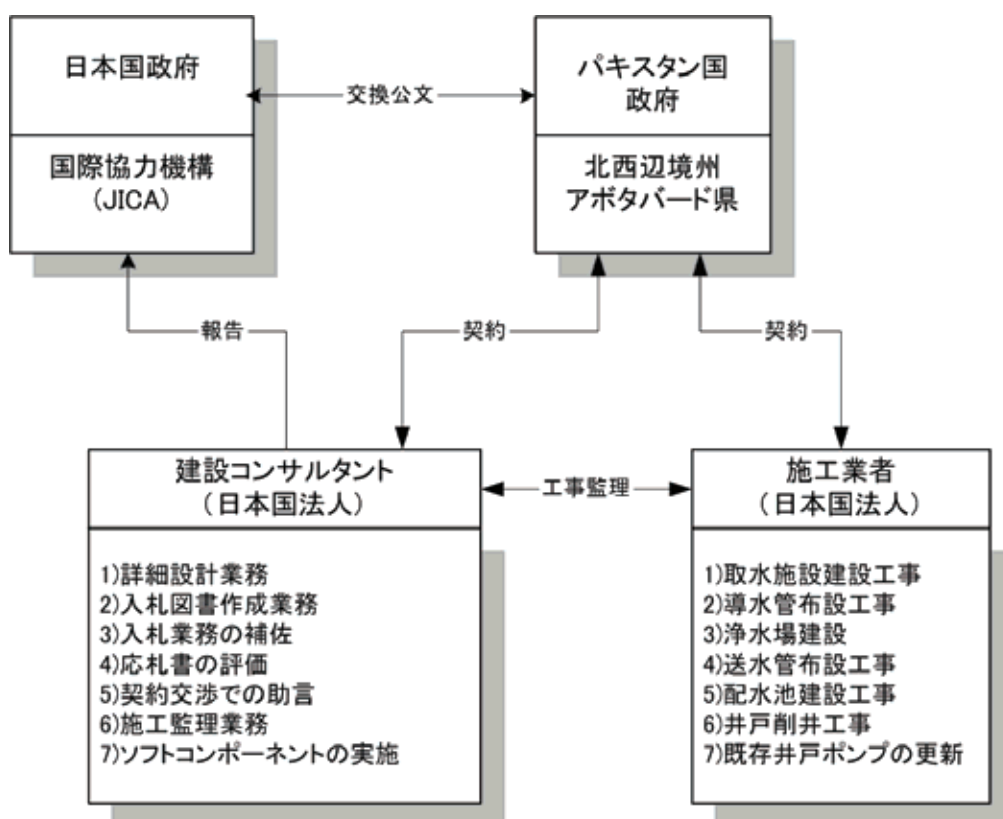 日本国政府
国際協力機構
(JICA)
交換公文
パキスタン国
政府
北西辺境州
アボタバード県
報告
契約
契約
建設コンサルタント
(日本国法人)
1)詳細設計業務
2)入札図書作成業務
3)入札業務の補佐
4)応札書の評価
5)契約交渉での助言
6)施工監理業務
7)ソフトコンポーネントの実施
工事監理
施工業者
(日本国法人)
1)取水施設建設工事
2)導水管布設工事
3)浄水場建設
4)送水管布設工事
5)配水池建設工事
6)井戸削井工事
7)既存井戸ポンプの更新